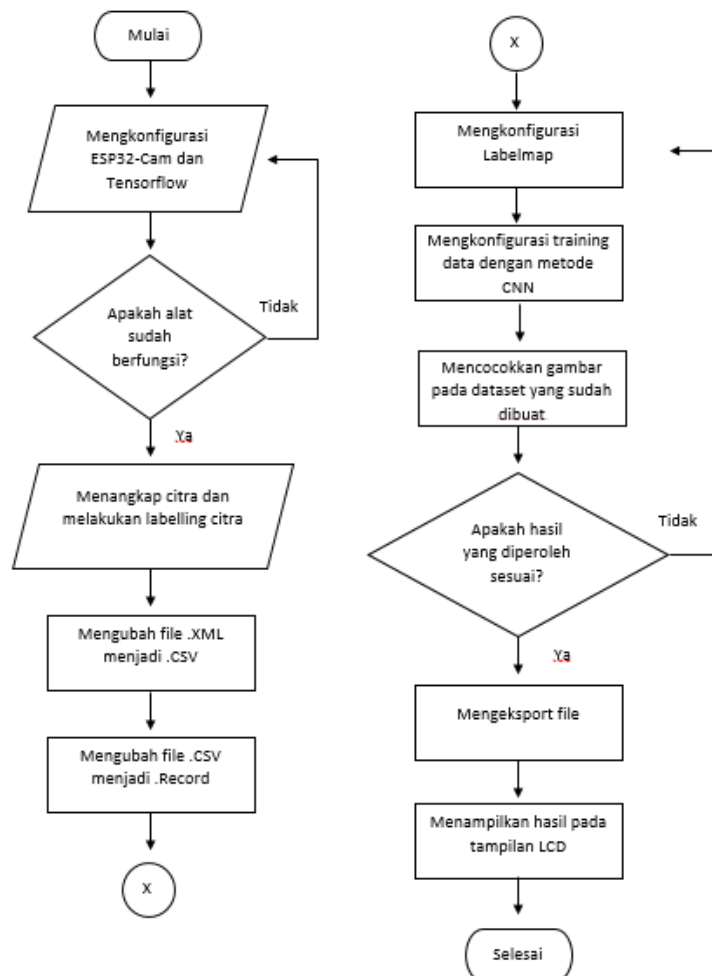 Mulai
Mengkonfigurasi
ESP32-Cam dan
Tensorflow
Apakah alat
sudah
berfungsi?
Tidak
Ya
Menangkap citra dan
melakukan labelling citra
Mengubah file .XML
menjadi .CSV
Mengubah file .CSV
menjadi .Record
X
X
Mengkonfigurasi
Labelmap
Mengkonfigurasi training
data dengan metode
CNN
Mencocokkan gambar
pada dataset yang sudah
dibuat
Apakah hasil
yang diperoleh
sesuai?
Tidak
Ya
Mengeksport file
Menampilkan hasil pada
tampilan LCD
Selesai